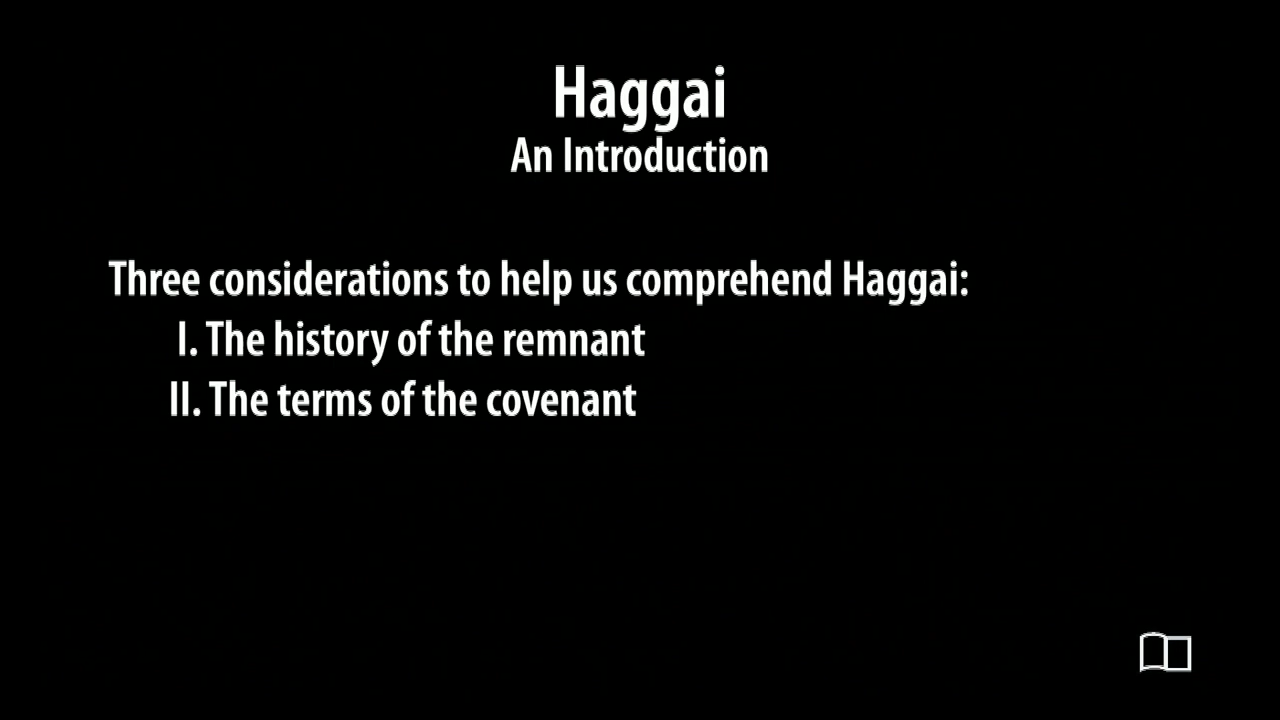 Haggai
An Introduction
Three considerations to help us comprehend Haggai:
I. The history of the remnant
II. The terms of the covenant